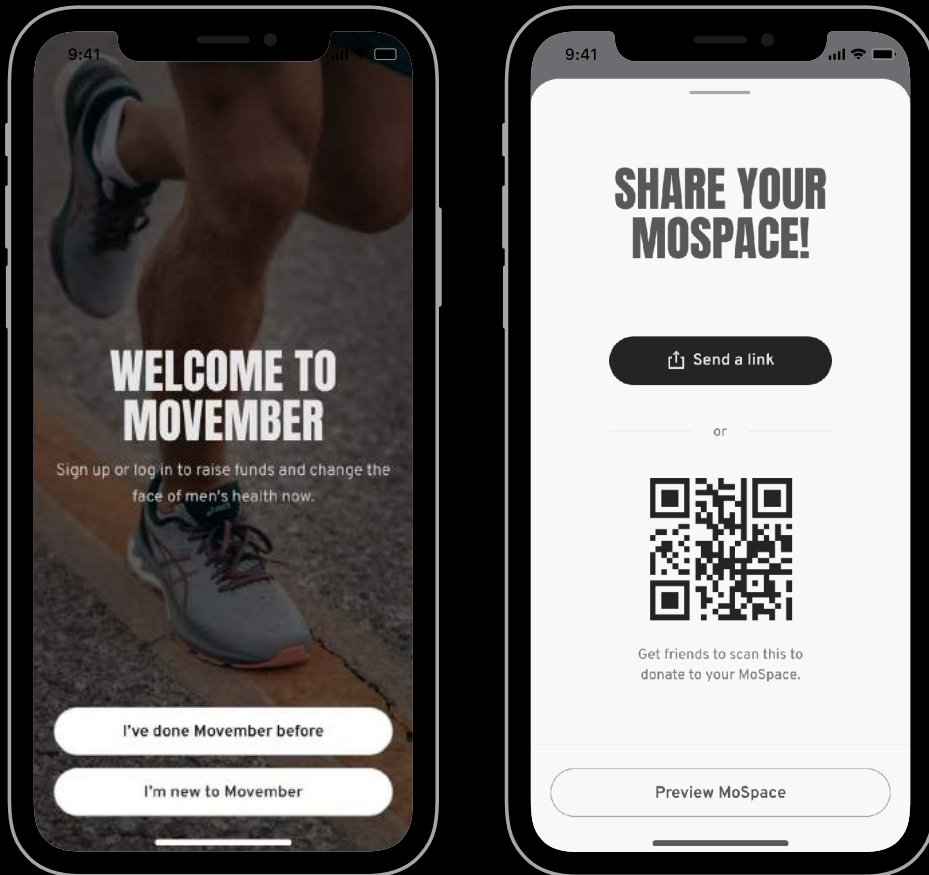 9:41
WELCOME TO
MOVEMBER
Sign up or log in to raise funds and change the
face of men's health now.
I've done Movember before
I'm new to Movember
9:41
SHARE YOUR
MOSPACE!
Send a link
or
Get friends to scan this to
donate to your MoSpace.
Preview MoSpace